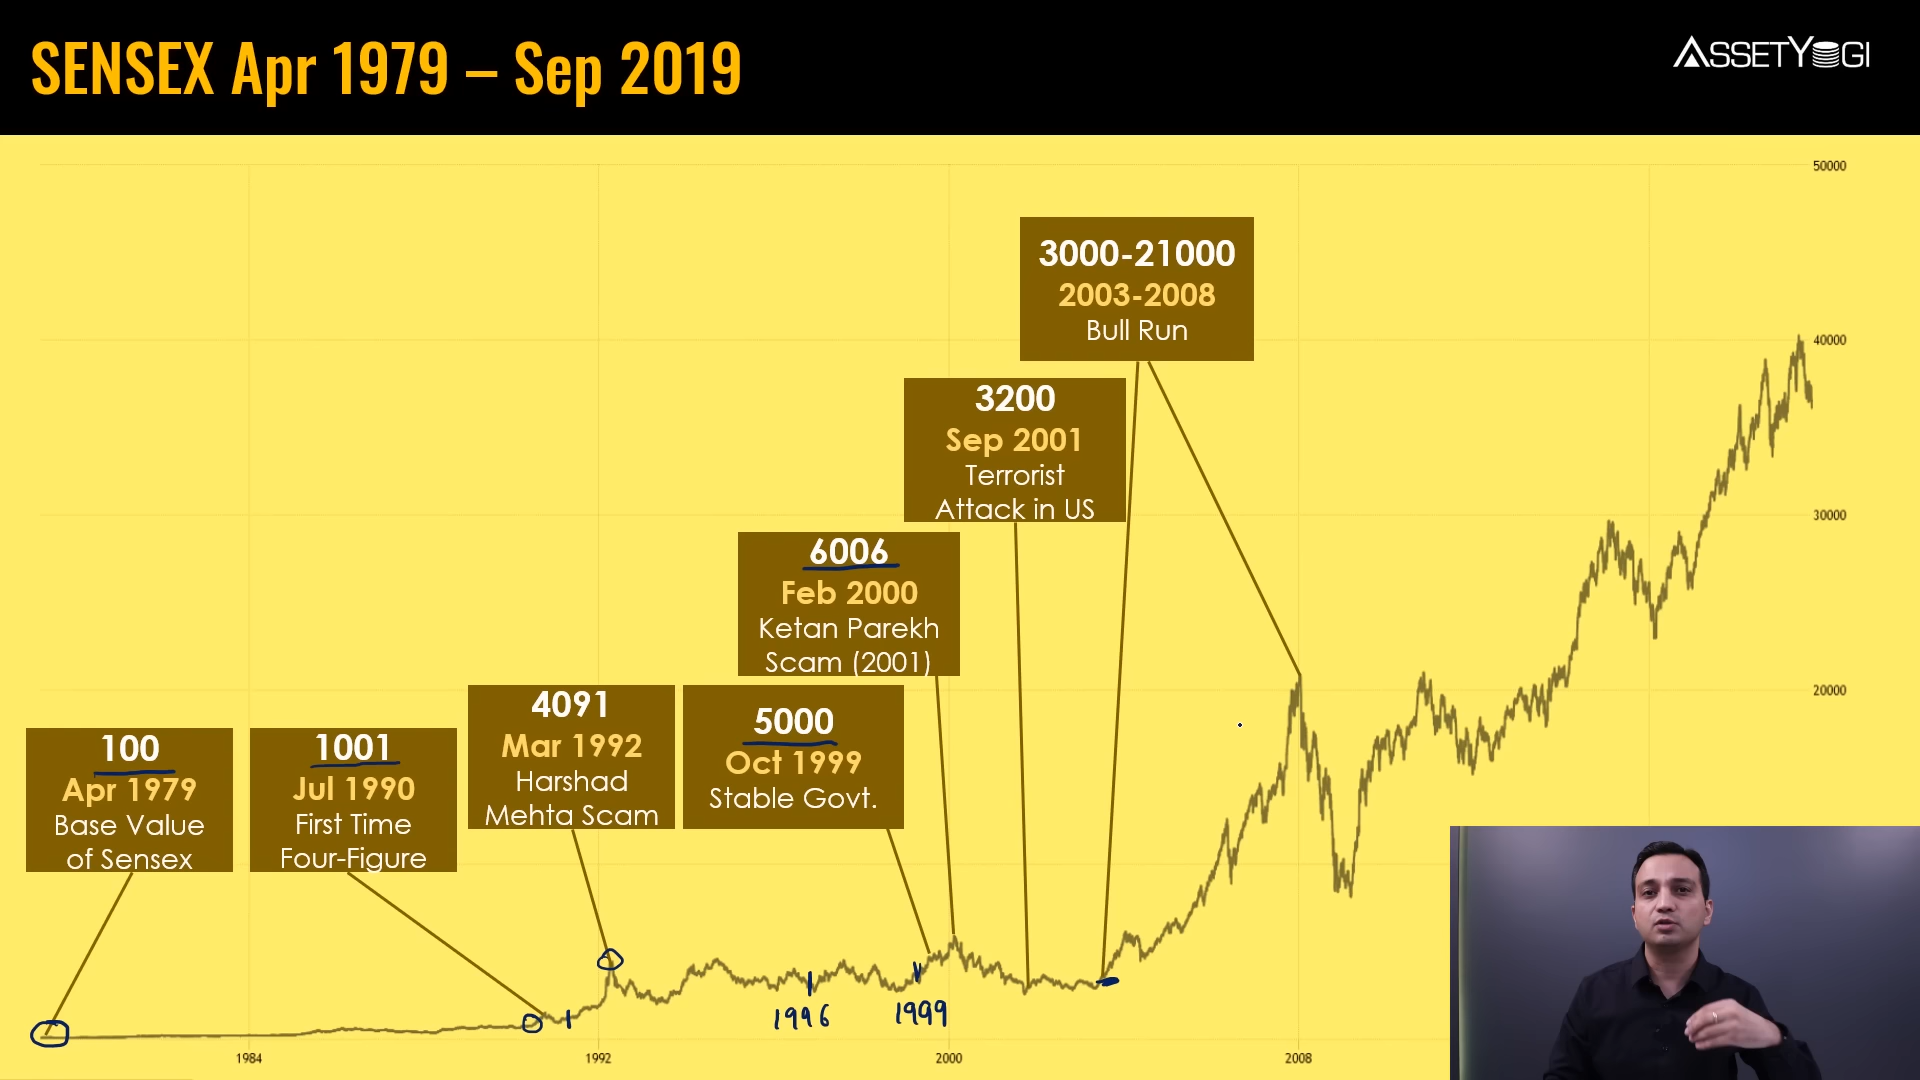 SENSEX Apr 1979 – Sep 2019
ASSETYOGI
50000
40000
30000
20000
3000-21000
2003-2008
Bull Run
3200
Sep 2001
Terrorist
Attack in US
6006
Feb 2000
Ketan Parekh
Scam (2001)
5000
Oct 1999
Stable Govt.
4091
Mar 1992
Harshad
Mehta Scam
1001
Jul 1990
First Time
Four-Figure
100
Apr 1979
Base Value
of Sensex
1996
1999
1984
1992
2000
2008